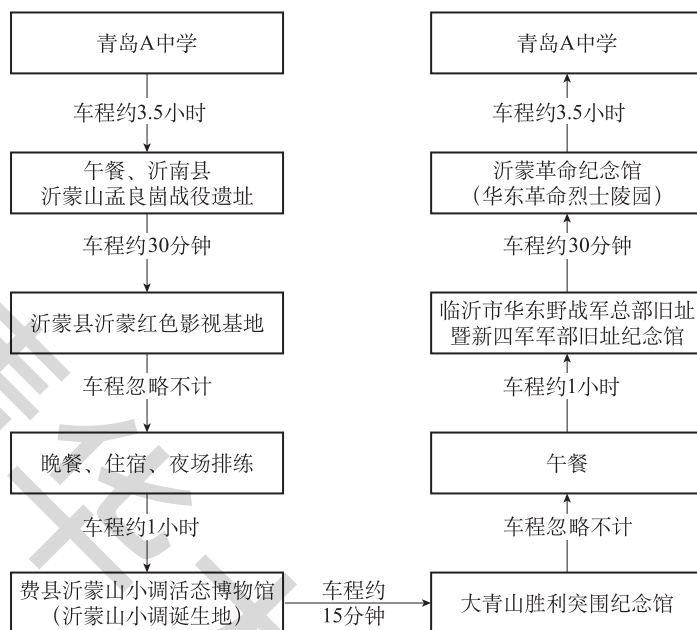 青岛A中学
车程约3.5小时
午餐、沂南县
沂蒙山孟良崮战役遗址
车程约30分钟
沂蒙县沂蒙红色影视基地
车程忽略不计
晚餐、住宿、夜场排练
车程约1小时
费县沂蒙山小调活态博物馆
（沂蒙山小调诞生地）
车程约
15分钟
大青山胜利突围纪念馆
车程忽略不计
午餐
车程约1小时
临沂市华东野战军总部旧址
暨新四军军部旧址纪念馆
车程约30分钟
沂蒙革命纪念馆
（华东革命烈士陵园）
车程约3.5小时
青岛A中学